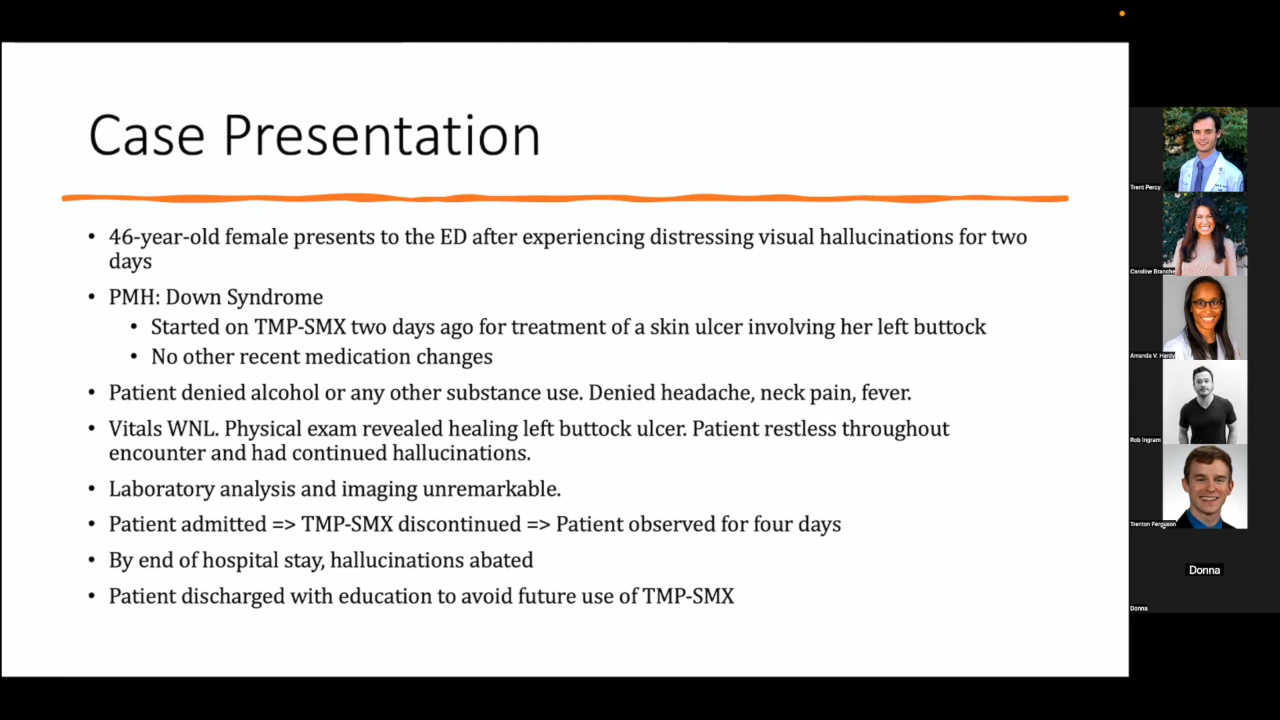 Case Presentation
• 46-year-old female presents to the ED after experiencing distressing visual hallucinations for two
days
• PMH: Down Syndrome
• Started on TMP-SMX two days ago for treatment of a skin ulcer involving her left buttock
• No other recent medication changes
• Patient denied alcohol or any other substance use. Denied headache, neck pain, fever.
• Vitals WNL. Physical exam revealed healing left buttock ulcer. Patient restless throughout
encounter and had continued hallucinations.
• Laboratory analysis and imaging unremarkable.
• Patient admitted => TMP-SMX discontinued => Patient observed for four days
• By end of hospital stay, hallucinations abated
• Patient discharged with education to avoid future use of TMP-SMX
Trent Percy
Caroline Branche
Amanda V. Hardy
Rob Ingram
Trenton Ferguson
Donna
Donna